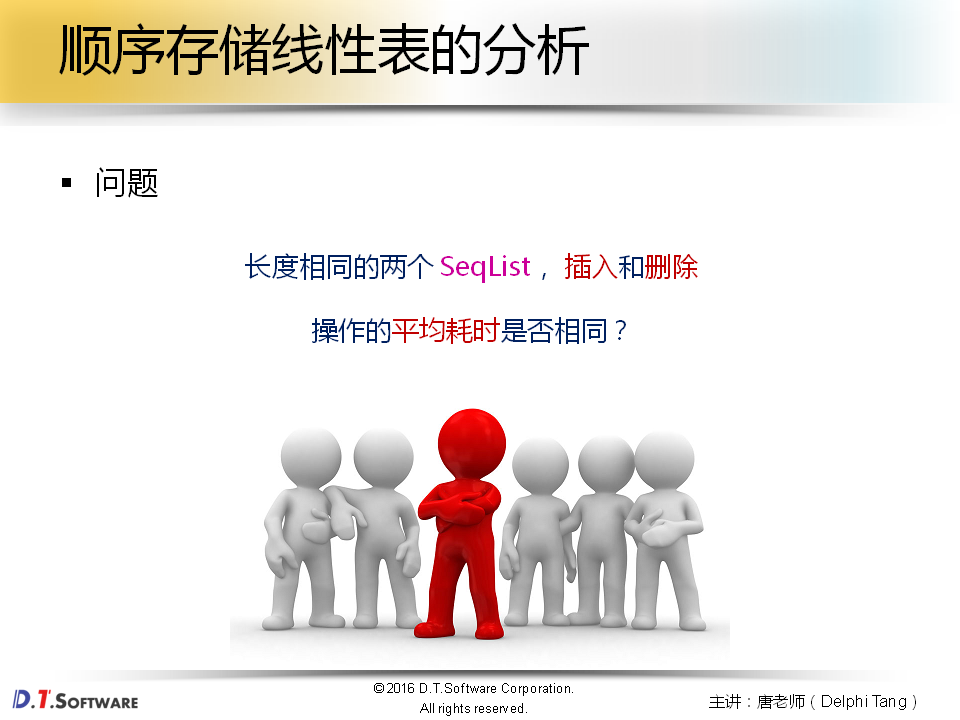 顺序存储线性表的分析
▪ 问题
长度相同的两个 SeqList，插入和删除
操作的平均耗时是否相同？
D.T.SOFTWARE
©2016 D.T.Software Corporation.
All rights reserved.
主讲：唐老师（Delphi Tang）